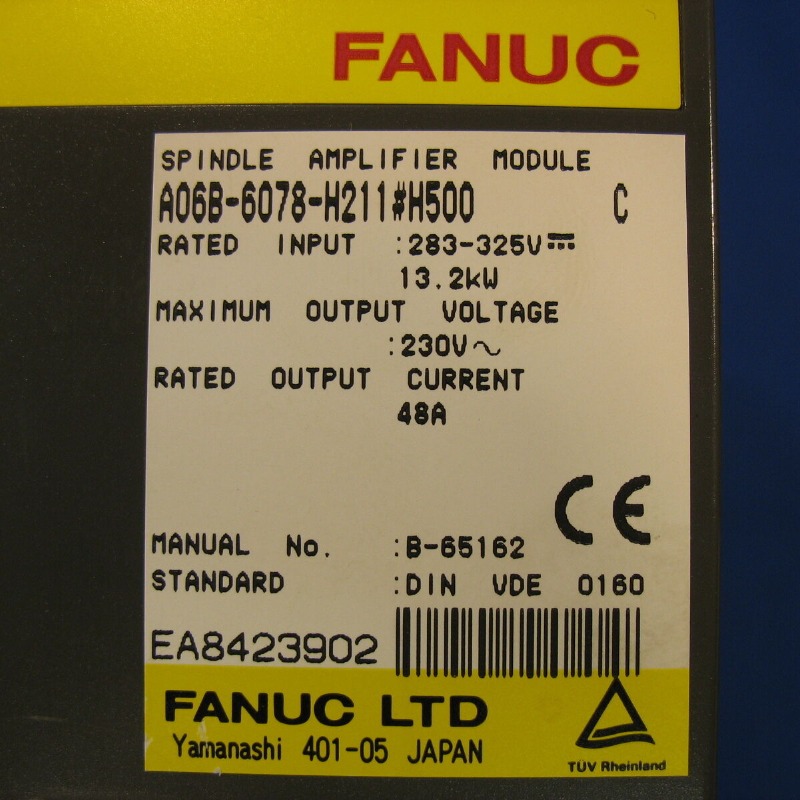 FANUC
SPINDLE AMPLIFIER MODULE
A06B-6078-H211#H500 C
RATED INPUT :283-325V⎓
13.2kW
MAXIMUM OUTPUT VOLTAGE
:230V～
RATED OUTPUT CURRENT
48A
CE
MANUAL No. :B-65162
STANDARD :DIN VDE 0160
EA8423902
FANUC LTD
Yamanashi 401-05 JAPAN
TÜV Rheinland